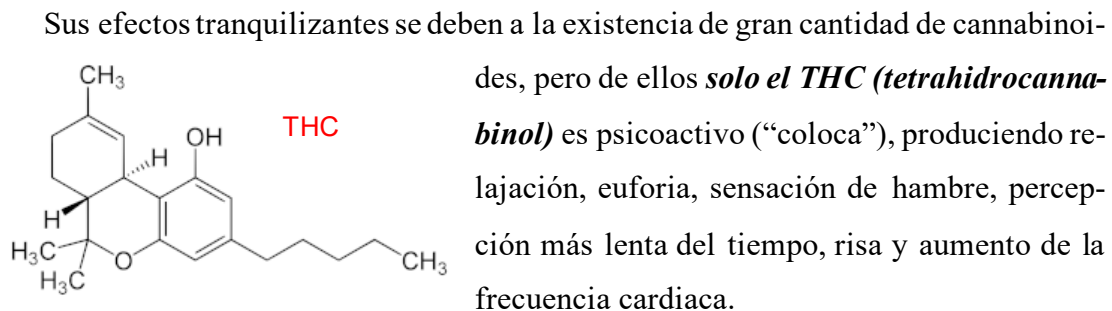 Sus efectos tranquilizantes se deben a la existencia de gran cantidad de cannabinoi-
des, pero de ellos solo el THC (tetrahidrocanna-
binol) es psicoactivo (“coloca”), produciendo re-
lajación, euforia, sensación de hambre, percep-
ción más lenta del tiempo, risa y aumento de la
frecuencia cardiaca.
CH3
OH
THC
H
H
H3C
H3C
O
CH3